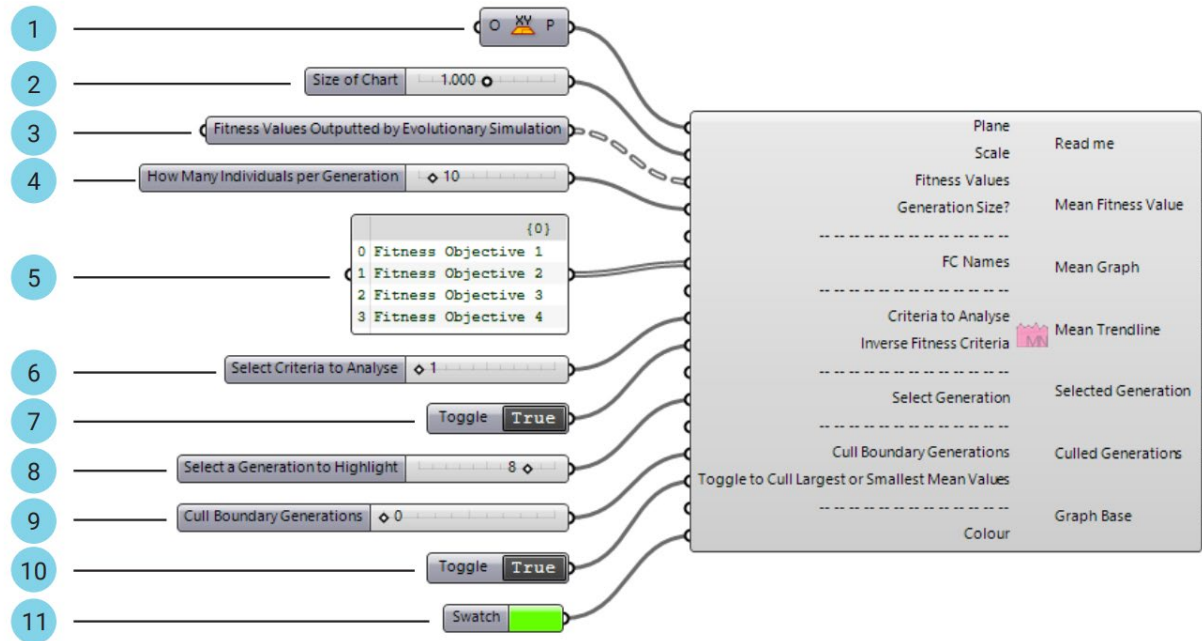 1
O XY P
2
Size of Chart 1.000
3
Fitness Values Outputted by Evolutionary Simulation
4
How Many Individuals per Generation 10
5
{0}
0 Fitness Objective 1
1 Fitness Objective 2
2 Fitness Objective 3
3 Fitness Objective 4
6
Select Criteria to Analyse 1
7
Toggle True
8
Select a Generation to Highlight 8
9
Cull Boundary Generations 0
10
Toggle True
11
Swatch
Plane
Scale
Fitness Values
Generation Size?
-- -- -- -- -- -- -- -- -- -- -- -- --
FC Names
-- -- -- -- -- -- -- -- -- -- -- -- --
Criteria to Analyse
Inverse Fitness Criteria
-- -- -- -- -- -- -- -- -- -- -- -- --
Select Generation
-- -- -- -- -- -- -- -- -- -- -- -- --
Cull Boundary Generations
Toggle to Cull Largest or Smallest Mean Values
-- -- -- -- -- -- -- -- -- -- -- -- --
Colour
MN
Read me
Mean Fitness Value
Mean Graph
Mean Trendline
Selected Generation
Culled Generations
Graph Base